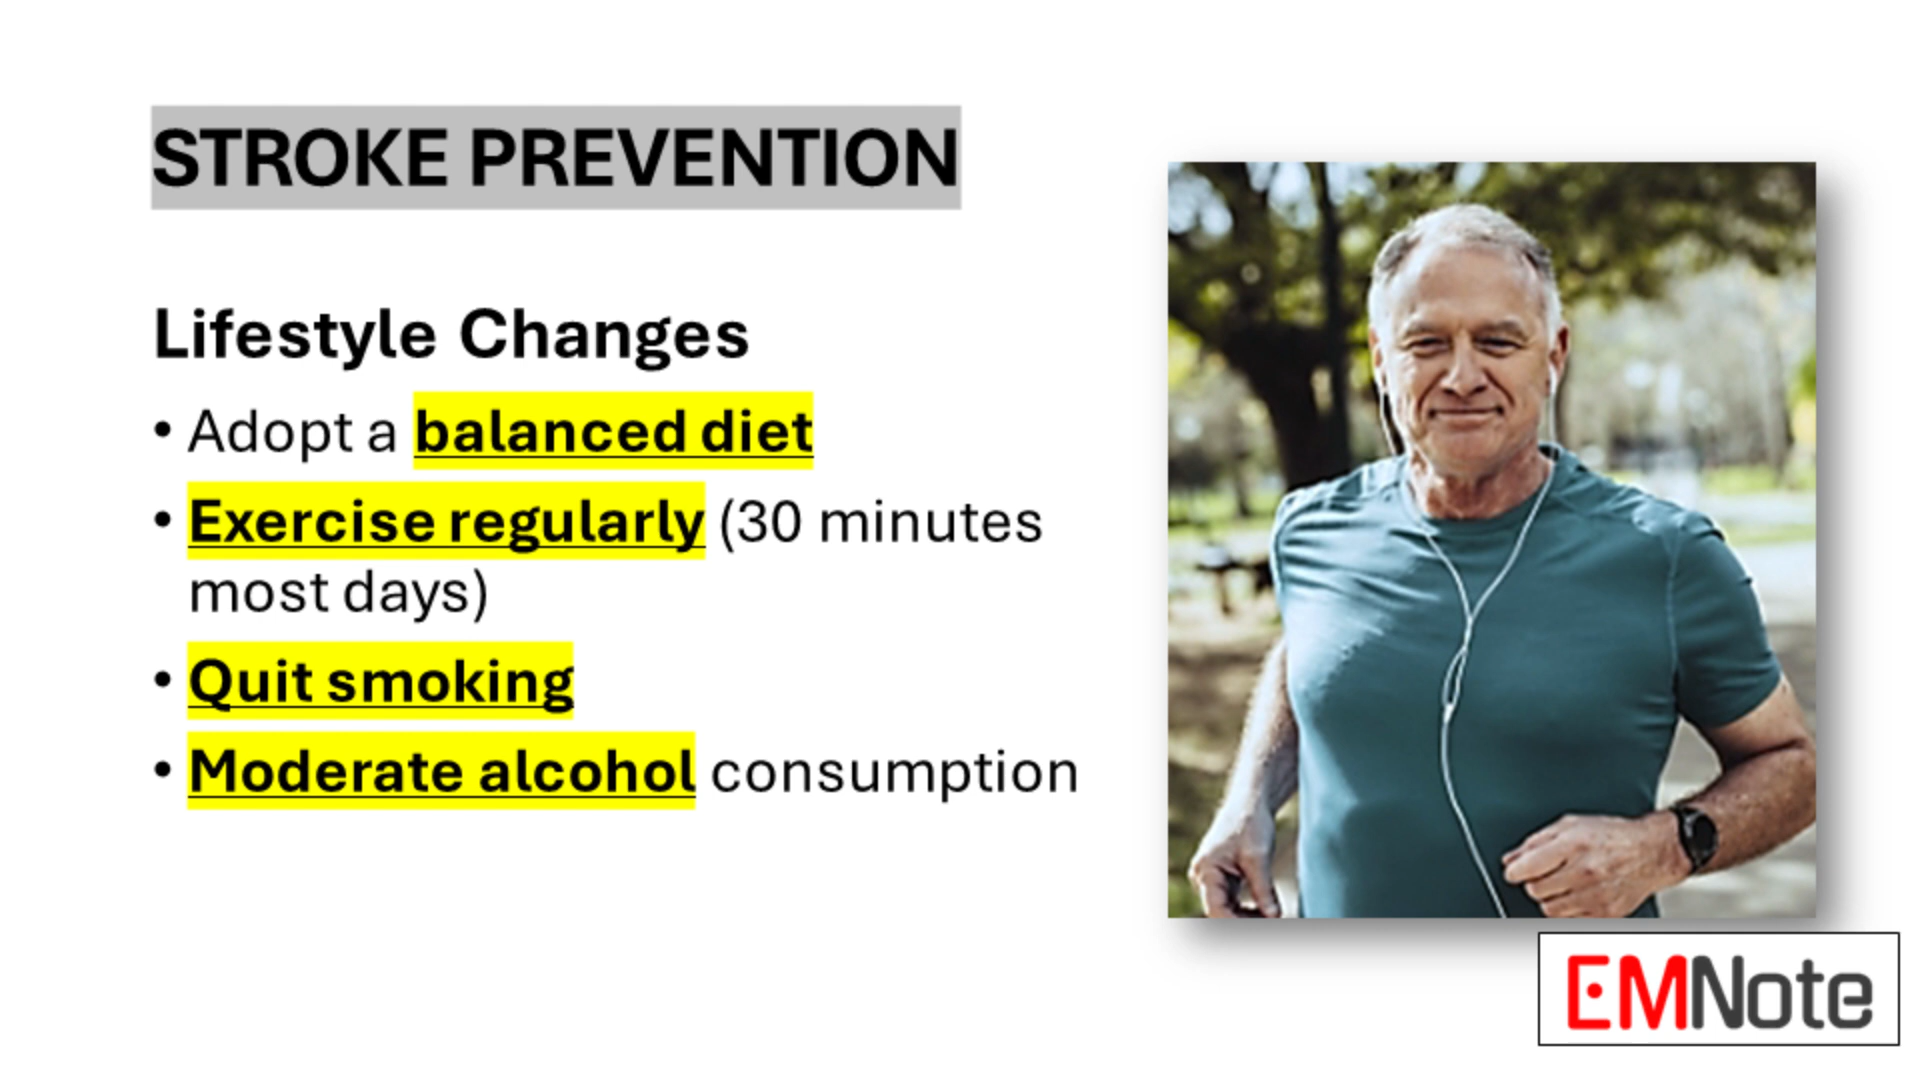 STROKE PREVENTION
Lifestyle Changes
• Adopt a balanced diet
• Exercise regularly (30 minutes
most days)
• Quit smoking
• Moderate alcohol consumption
EMNote